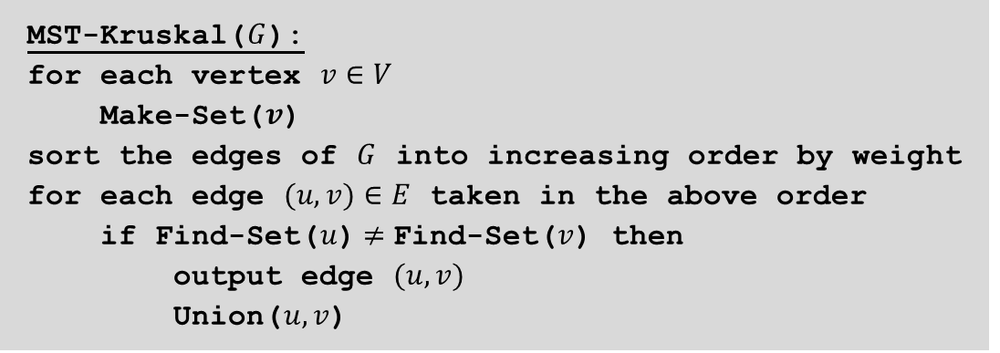 MST-Kruskal(G):
for each vertex v ∈ V
Make-Set(v)
sort the edges of G into increasing order by weight
for each edge (u, v) ∈ E taken in the above order
if Find-Set(u) ≠ Find-Set(v) then
output edge (u, v)
Union(u, v)